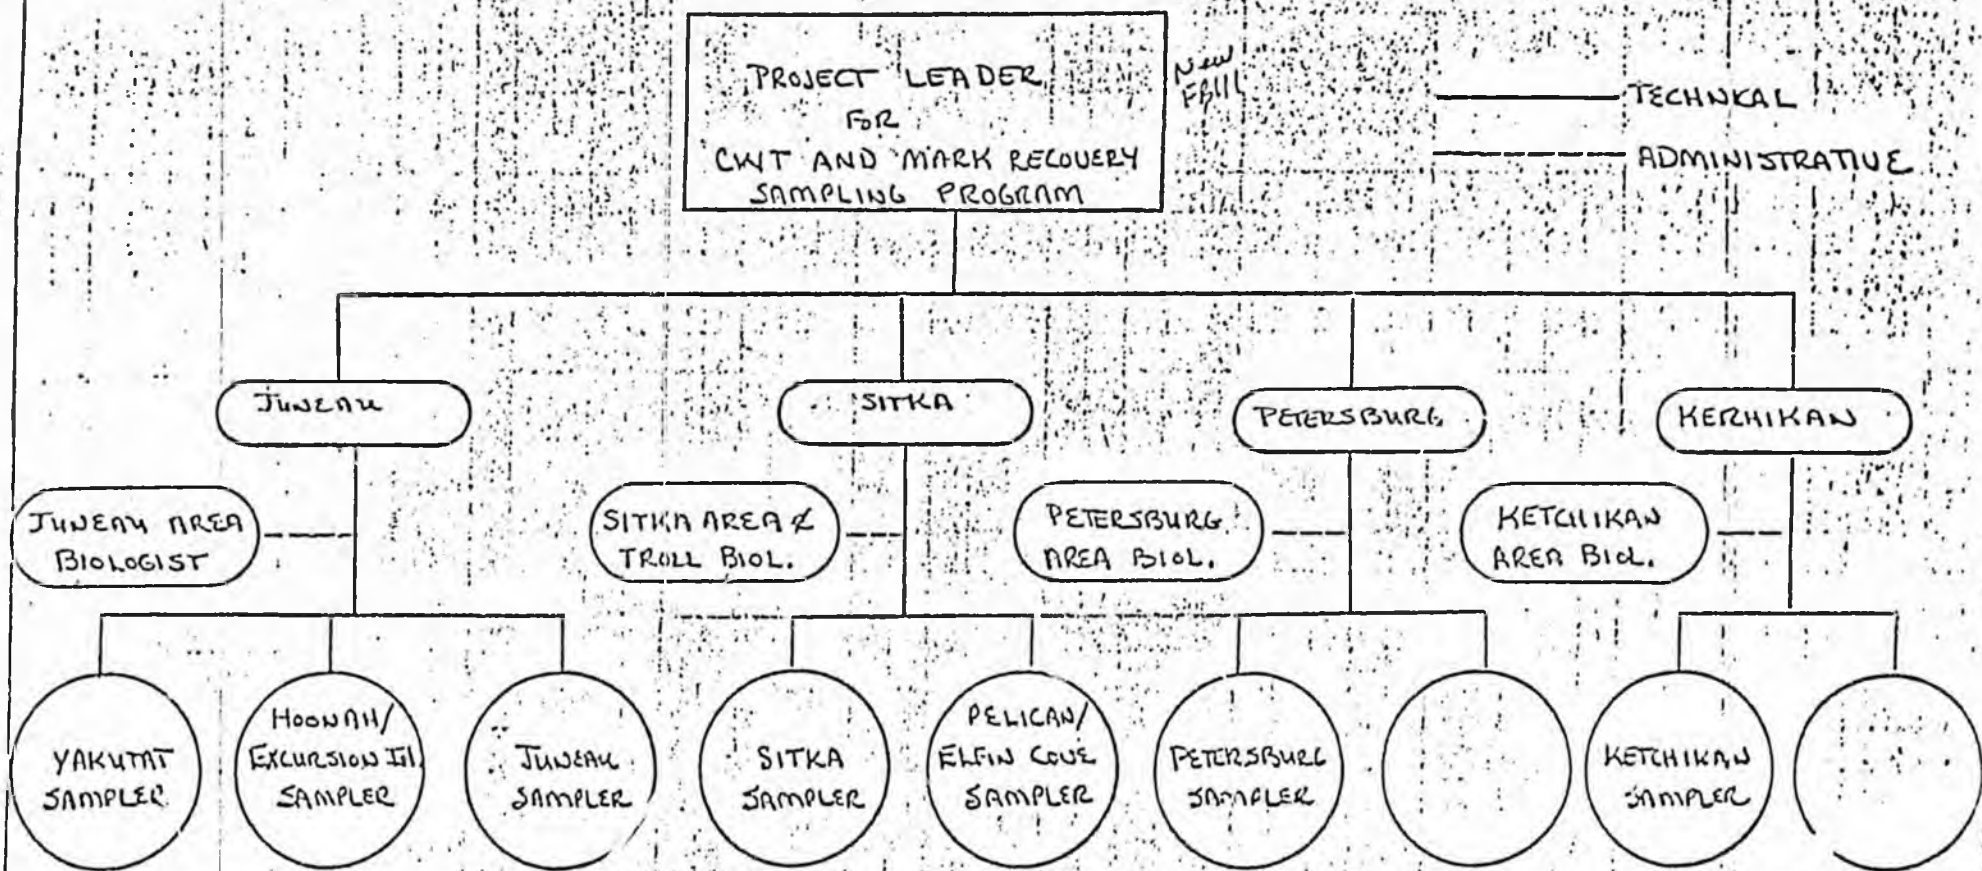 PROJECT LEADER
FOR
CWT AND MARK RECOVERY
SAMPLING PROGRAM
New
TECHNICAL
ADMINISTRATIVE
JUNEAU
SITKA
PETERSBURG
KERHIKAN
JUNEAU AREA
BIOLOGIST
SITKA AREA &
TROLL BIOL.
PETERSBURG
AREA BIOL.
KETCHIKAN
AREA BIOL.
YAKUTAT
SAMPLER
HOONAH/
EXCURSION
SAMPLER
JUNEAU
SAMPLER
SITKA
SAMPLER
PELICAN/
ELFIN COVE
SAMPLER
PETERSBURG
SAMPLER
KETCHIKAN
SAMPLER